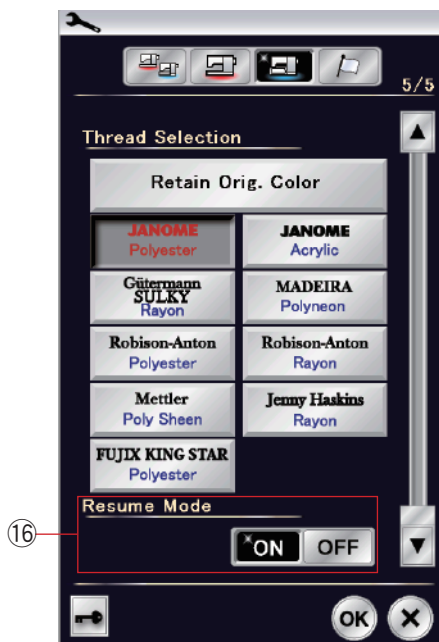 5/5
Thread Selection
Retain Orig. Color
JANOME
Polyester
JANOME
Acrylic
Gütermann
SULKY
Rayon
MADEIRA
Polyneon
Robison-Anton
Polyester
Robison-Anton
Rayon
Mettler
Poly Sheen
Jenny Haskins
Rayon
FUJIX KING STAR
Polyester
Resume Mode
⑯
ON OFF
OK